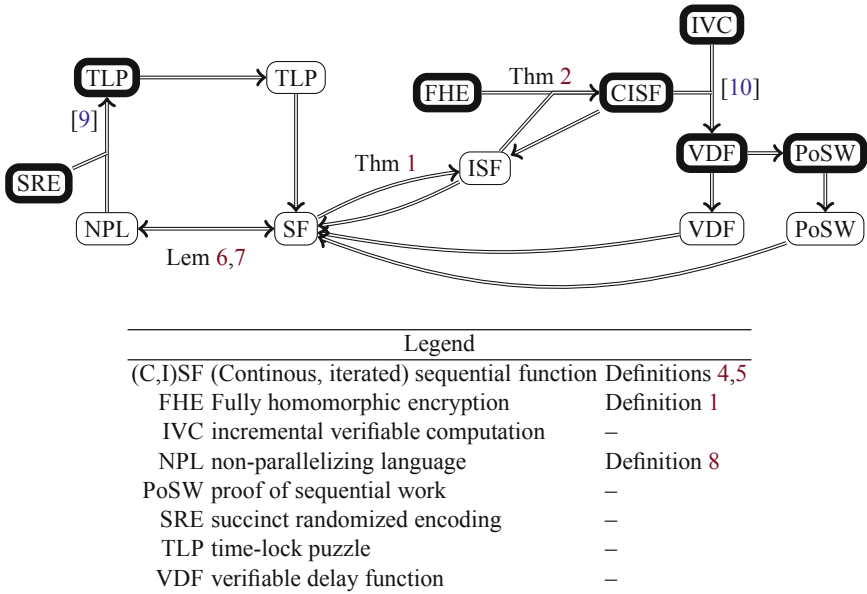 IVC
TLP TLP
Thm 2
FHE CISF [10]
[9]
Thm 1 ISF VDF PoSW
SRE
NPL SF VDF PoSW
Lem 6,7
Legend
(C,I)SF (Continous, iterated) sequential function Definitions 4,5
FHE Fully homomorphic encryption Definition 1
IVC incremental verifiable computation –
NPL non-parallelizing language Definition 8
PoSW proof of sequential work –
SRE succinct randomized encoding –
TLP time-lock puzzle –
VDF verifiable delay function –